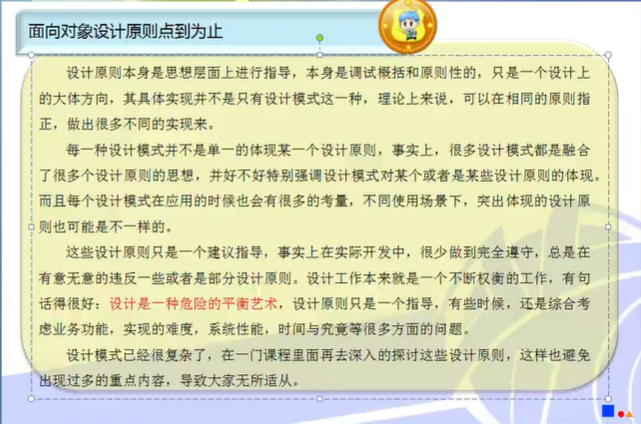 面向对象设计原则点到为止
设计原则本身是思想层面上进行指导，本身是调试概括和原则性的，只是一个设计上
的大体方向，其具体实现并不是只有设计模式这一种，理论上来说，可以在相同的原则指
正，做出很多不同的实现来。
每一种设计模式并不是单一的体现某一个设计原则，事实上，很多设计模式都是融合
了很多个设计原则的思想，并好不好特别强调设计模式对某个或者是某些设计原则的体现。
而且每个设计模式在应用的时候也会有很多的考量，不同使用场景下，突出体现的设计原
则也可能是不一样的。
这些设计原则只是一个建议指导，事实上在实际开发中，很少做到完全遵守，总是在
有意无意的违反一些或者是部分设计原则。设计工作本来就是一个不断权衡的工作，有句
话得很好：设计是一种危险的平衡艺术，设计原则只是一个指导，有些时候，还是综合考
虑业务功能，实现的难度，系统性能，时间与究竟等很多方面的问题。
设计模式已经很复杂了，在一门课程里面再去深入的探讨这些设计原则，这样也避免
出现过多的重点内容，导致大家无所适从。